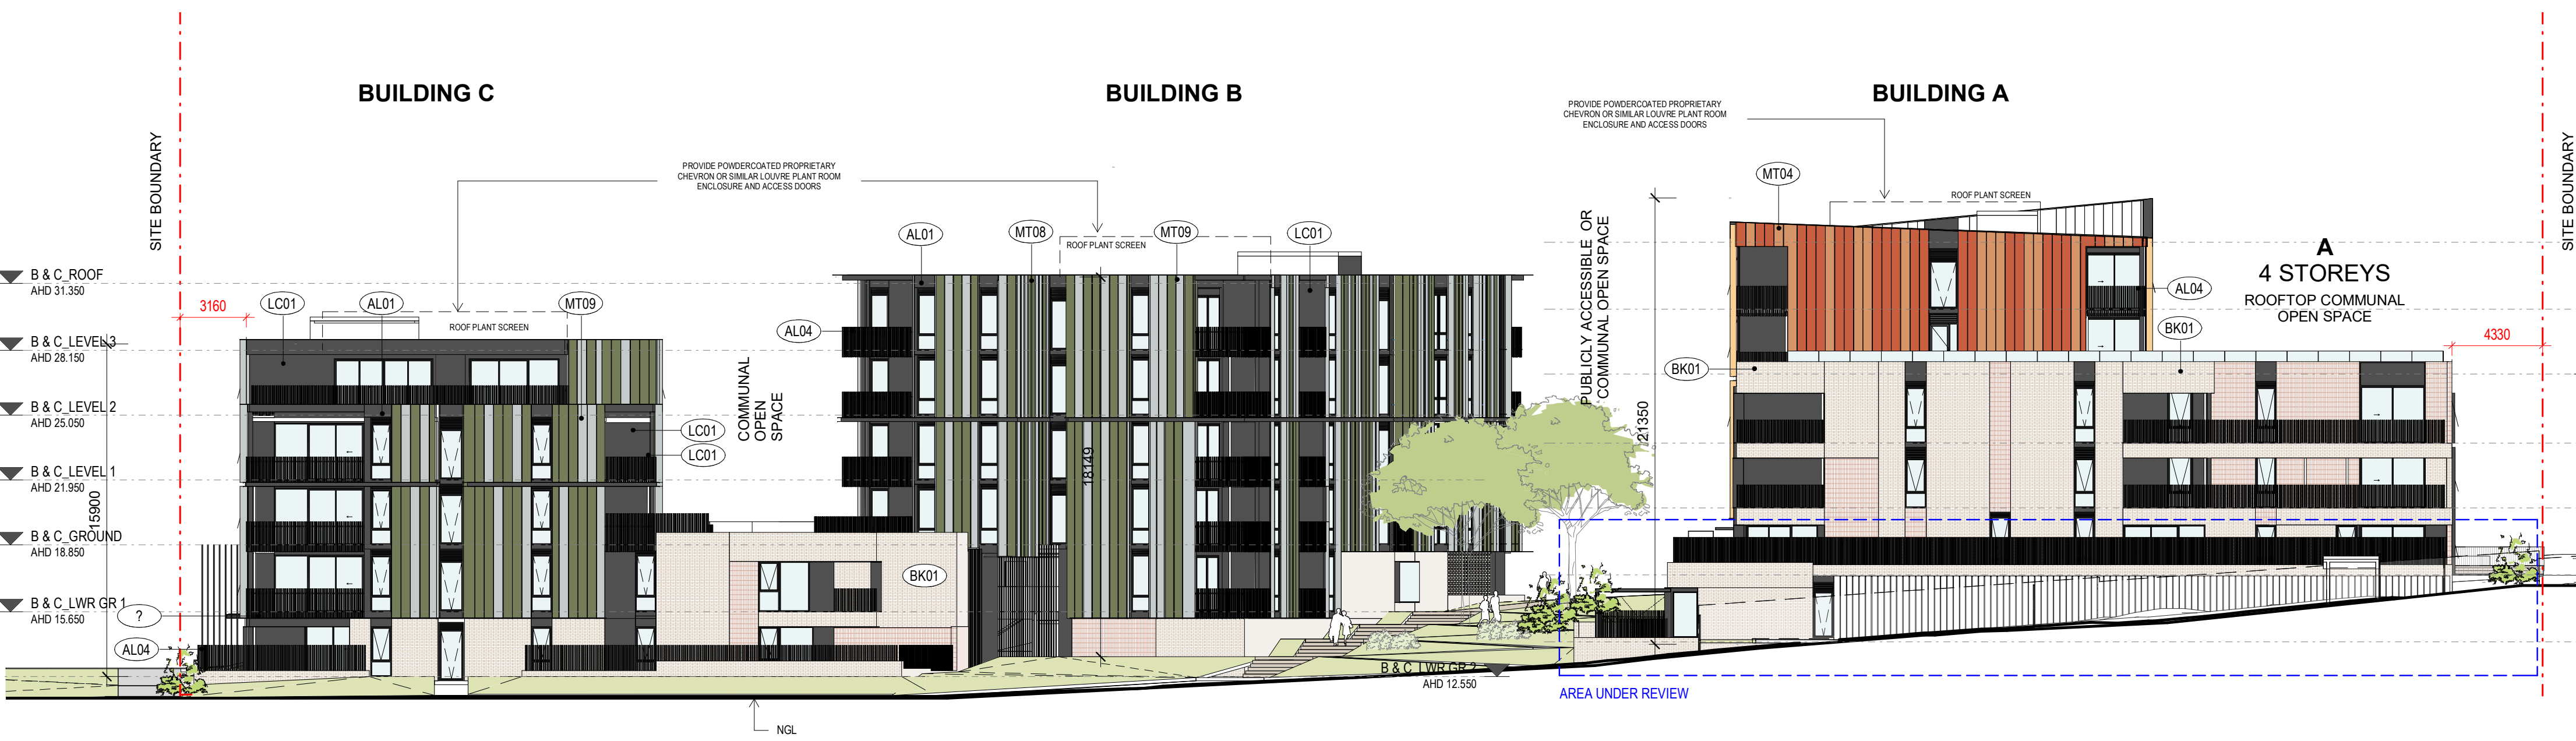 BUILDING C
BUILDING B
BUILDING A
SITE BOUNDARY
SITE BOUNDARY
PROVIDE POWDERCOATED PROPRIETARY
CHEVRON OR SIMILAR LOUVRE PLANT ROOM
ENCLOSURE AND ACCESS DOORS
PROVIDE POWDERCOATED PROPRIETARY
CHEVRON OR SIMILAR LOUVRE PLANT ROOM
ENCLOSURE AND ACCESS DOORS
B & C_ROOF
AHD 31.350
B & C_LEVEL 3
AHD 28.150
B & C_LEVEL 2
AHD 25.050
B & C_LEVEL 1
AHD 21.950
B & C_GROUND
AHD 18.850
B & C_LWR GR 1
AHD 15.650
?
AL04
3160
15900
LC01
AL01
MT09
ROOF PLANT SCREEN
LC01
LC01
COMMUNAL
OPEN
SPACE
AL04
AL01
MT08
ROOF PLANT SCREEN
MT09
LC01
18149
BK01
NGL
B & C_LWR GR 2
AHD 12.550
PUBLICLY ACCESSIBLE OR
COMMUNAL OPEN SPACE
21350
MT04
ROOF PLANT SCREEN
BK01
AL04
BK01
A
4 STOREYS
ROOFTOP COMMUNAL
OPEN SPACE
4330
AREA UNDER REVIEW